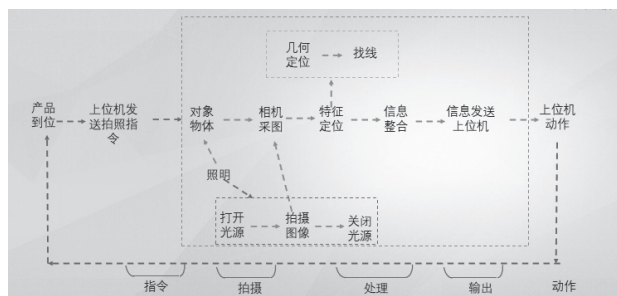 几何
定位
找线
产品
到位
上位机发
送拍照指
令
对象
物体
相机
采图
特征
定位
信息
整合
信息发送
上位机
上位机
动作
照明
打开
光源
拍摄
图像
关闭
光源
指令
拍摄
处理
输出
动作